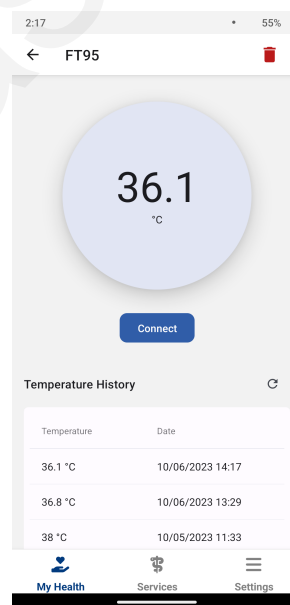 2:17 55%
FT95
36.1
°C
Connect
Temperature History
Temperature Date
36.1 °C 10/06/2023 14:17
36.8 °C 10/06/2023 13:29
38 °C 10/05/2023 11:33
My Health Services Settings